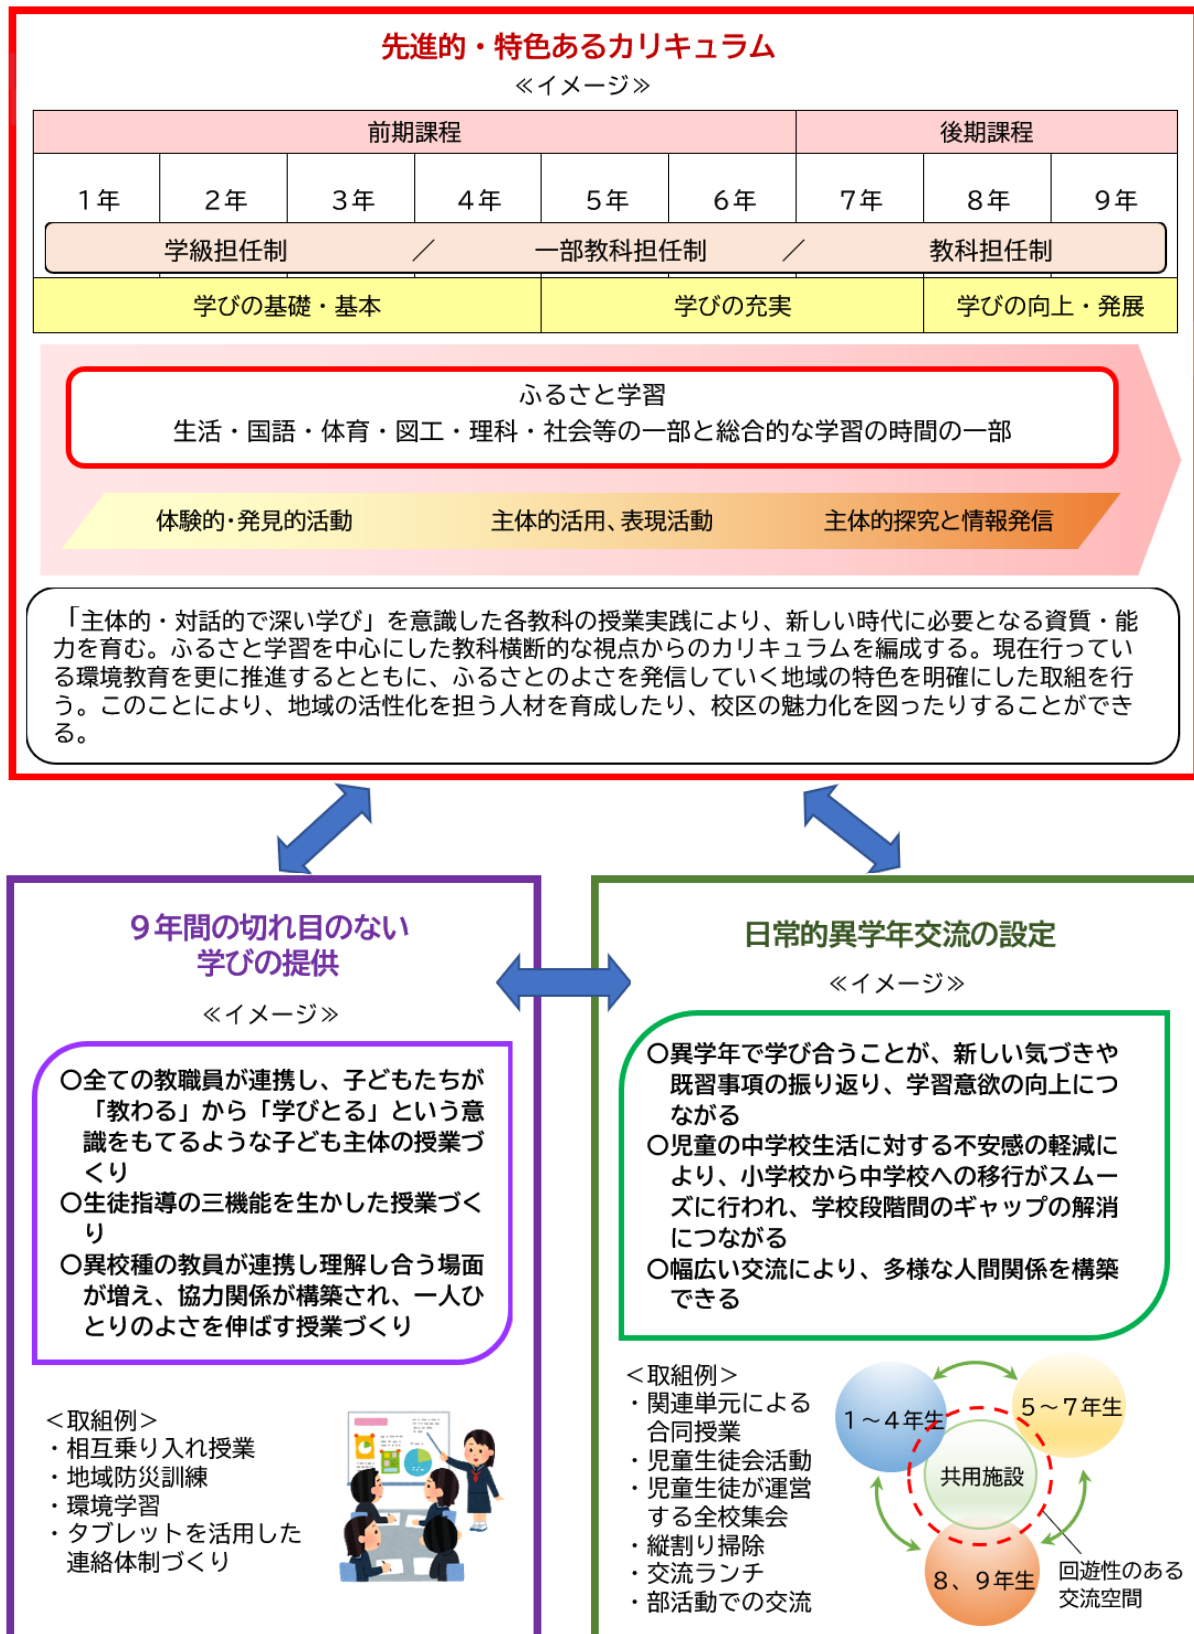 先進的・特色あるカリキュラム
≪イメージ≫
前期課程
後期課程
1年
2年
3年
4年
5年
6年
7年
8年
9年
学級担任制 ／ 一部教科担任制 ／ 教科担任制
学びの基礎・基本
学びの充実
学びの向上・発展
ふるさと学習
生活・国語・体育・図工・理科・社会等の一部と総合的な学習の時間の一部
体験的･発見的活動
主体的活用、表現活動
主体的探究と情報発信
「主体的・対話的で深い学び」を意識した各教科の授業実践により、新しい時代に必要となる資質・能
力を育む。ふるさと学習を中心にした教科横断的な視点からのカリキュラムを編成する。現在行ってい
る環境教育を更に推進するとともに、ふるさとのよさを発信していく地域の特色を明確にした取組を行
う。このことにより、地域の活性化を担う人材を育成したり、校区の魅力化を図ったりすることができ
る。
９年間の切れ目のない
学びの提供
≪イメージ≫
○全ての教職員が連携し、子どもたちが
「教わる」から「学びとる」という意
識をもてるような子ども主体の授業づ
くり
○生徒指導の三機能を生かした授業づく
り
○異校種の教員が連携し理解し合う場面
が増え、協力関係が構築され、一人ひ
とりのよさを伸ばす授業づくり
＜取組例＞
・相互乗り入れ授業
・地域防災訓練
・環境学習
・タブレットを活用した
連絡体制づくり
日常的異学年交流の設定
≪イメージ≫
○異学年で学び合うことが、新しい気づきや
既習事項の振り返り、学習意欲の向上につ
ながる
○児童の中学校生活に対する不安感の軽減に
より、小学校から中学校への移行がスムー
ズに行われ、学校段階間のギャップの解消
につながる
○幅広い交流により、多様な人間関係を構築
できる
＜取組例＞
・関連単元による
合同授業
・児童生徒会活動
・児童生徒が運営
する全校集会
・縦割り掃除
・交流ランチ
・部活動での交流
１～４年生
５～７年生
共用施設
８、９年生
回遊性のある
交流空間